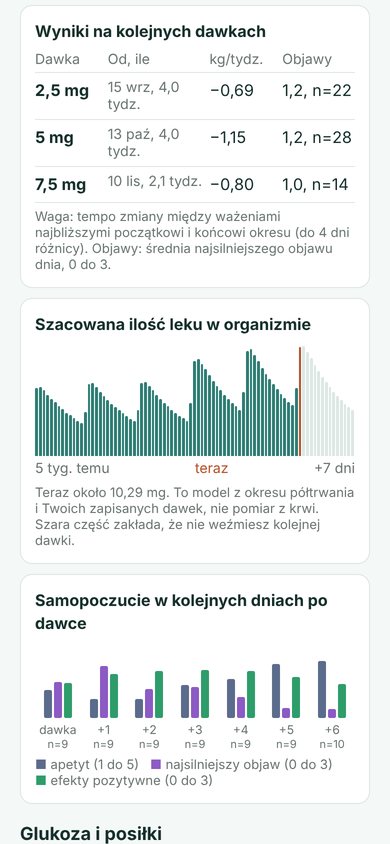 Wyniki na kolejnych dawkach
Dawka Od, ile kg/tydz. Objawy
2,5 mg 15 wrz, 4,0 tydz. −0,69 1,2, n=22
5 mg 13 paź, 4,0 tydz. −1,15 1,2, n=28
7,5 mg 10 lis, 2,1 tydz. −0,80 1,0, n=14
Waga: tempo zmiany między ważeniami
najbliższymi początkowi i końcowi okresu (do 4 dni
różnicy). Objawy: średnia najsilniejszego objawu
dnia, 0 do 3.
Szacowana ilość leku w organizmie
5 tyg. temu teraz +7 dni
Teraz około 10,29 mg. To model z okresu półtrwania
i Twoich zapisanych dawek, nie pomiar z krwi.
Szara część zakłada, że nie weźmiesz kolejnej
dawki.
Samopoczucie w kolejnych dniach po
dawce
dawka +1 +2 +3 +4 +5 +6
n=9 n=9 n=9 n=9 n=9 n=9 n=10
apetyt (1 do 5) najsilniejszy objaw (0 do 3)
efekty pozytywne (0 do 3)
Glukoza i posiłki